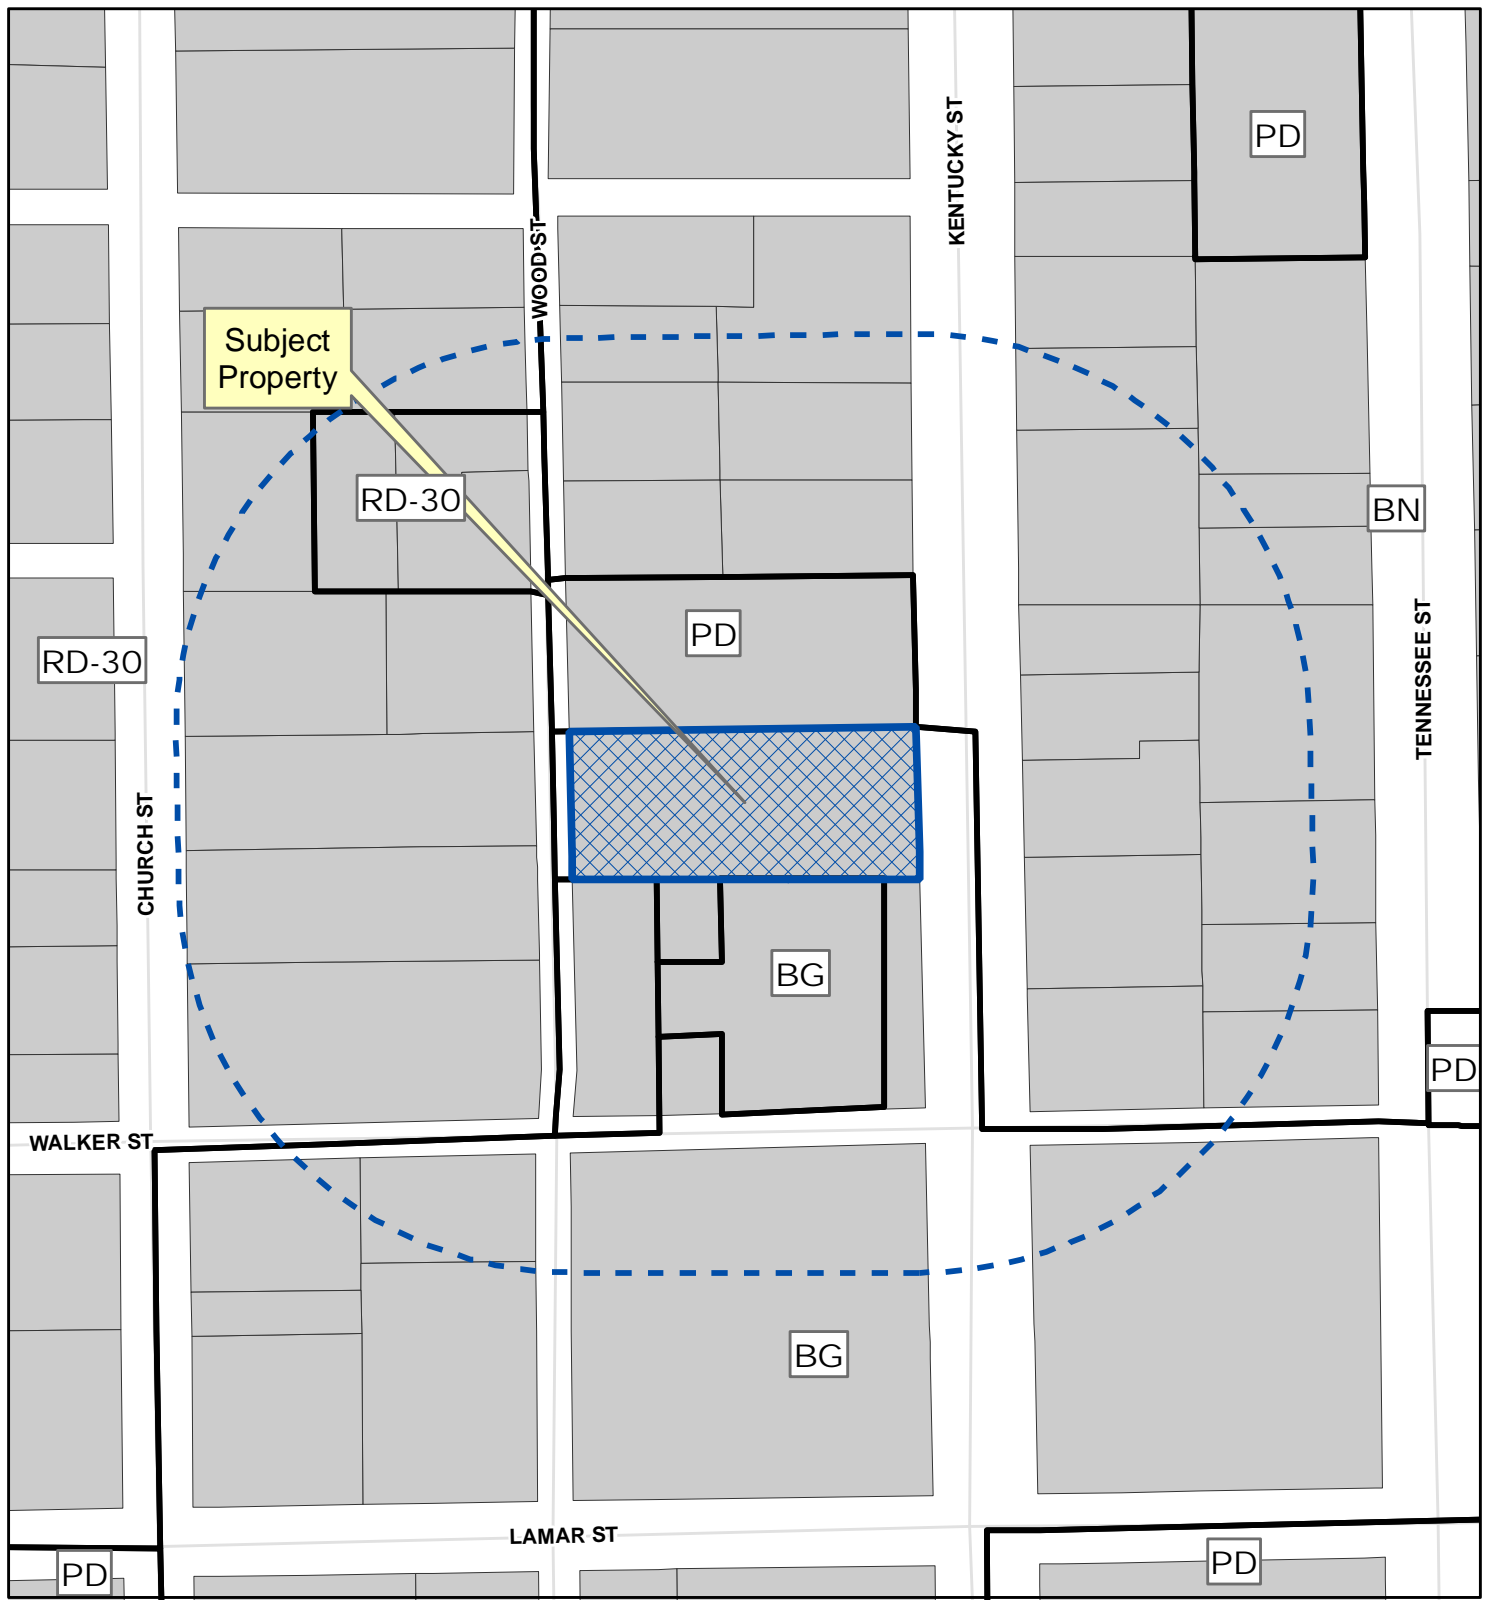 PD
KENTUCKY ST
WOOD ST
Subject
Property
RD-30
BN
PD
RD-30
TENNESSEE ST
CHURCH ST
BG
PD
WALKER ST
BG
LAMAR ST
PD
PD